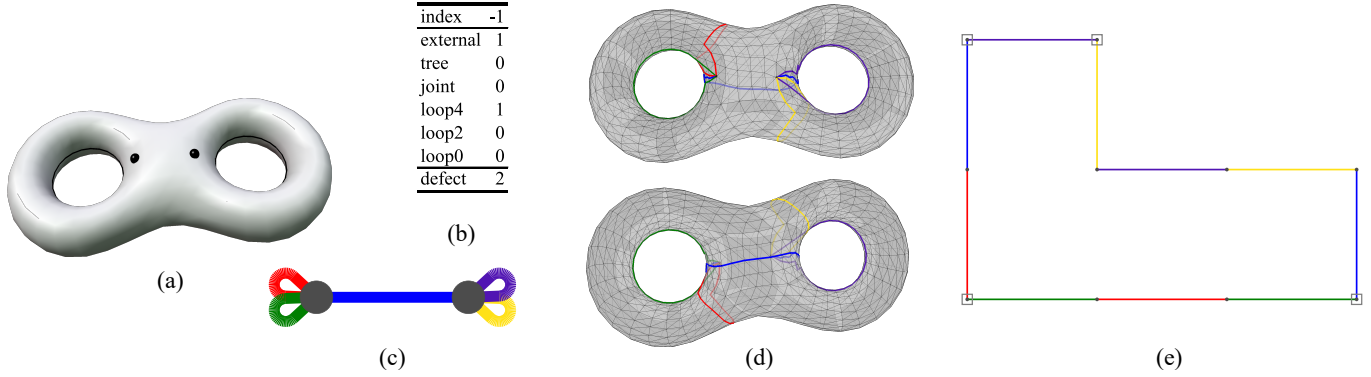 index -1
external 1
tree 0
joint 0
loop4 1
loop2 0
loop0 0
defect 2
(a)
(b)
(c)
(d)
(e)